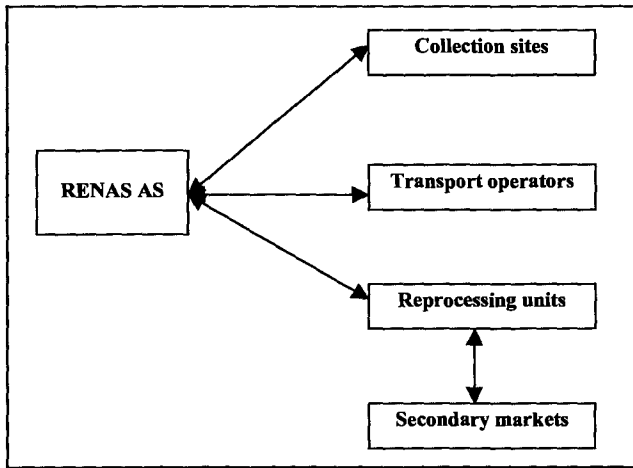 Collection sites
RENAS AS
Transport operators
Reprocessing units
Secondary markets